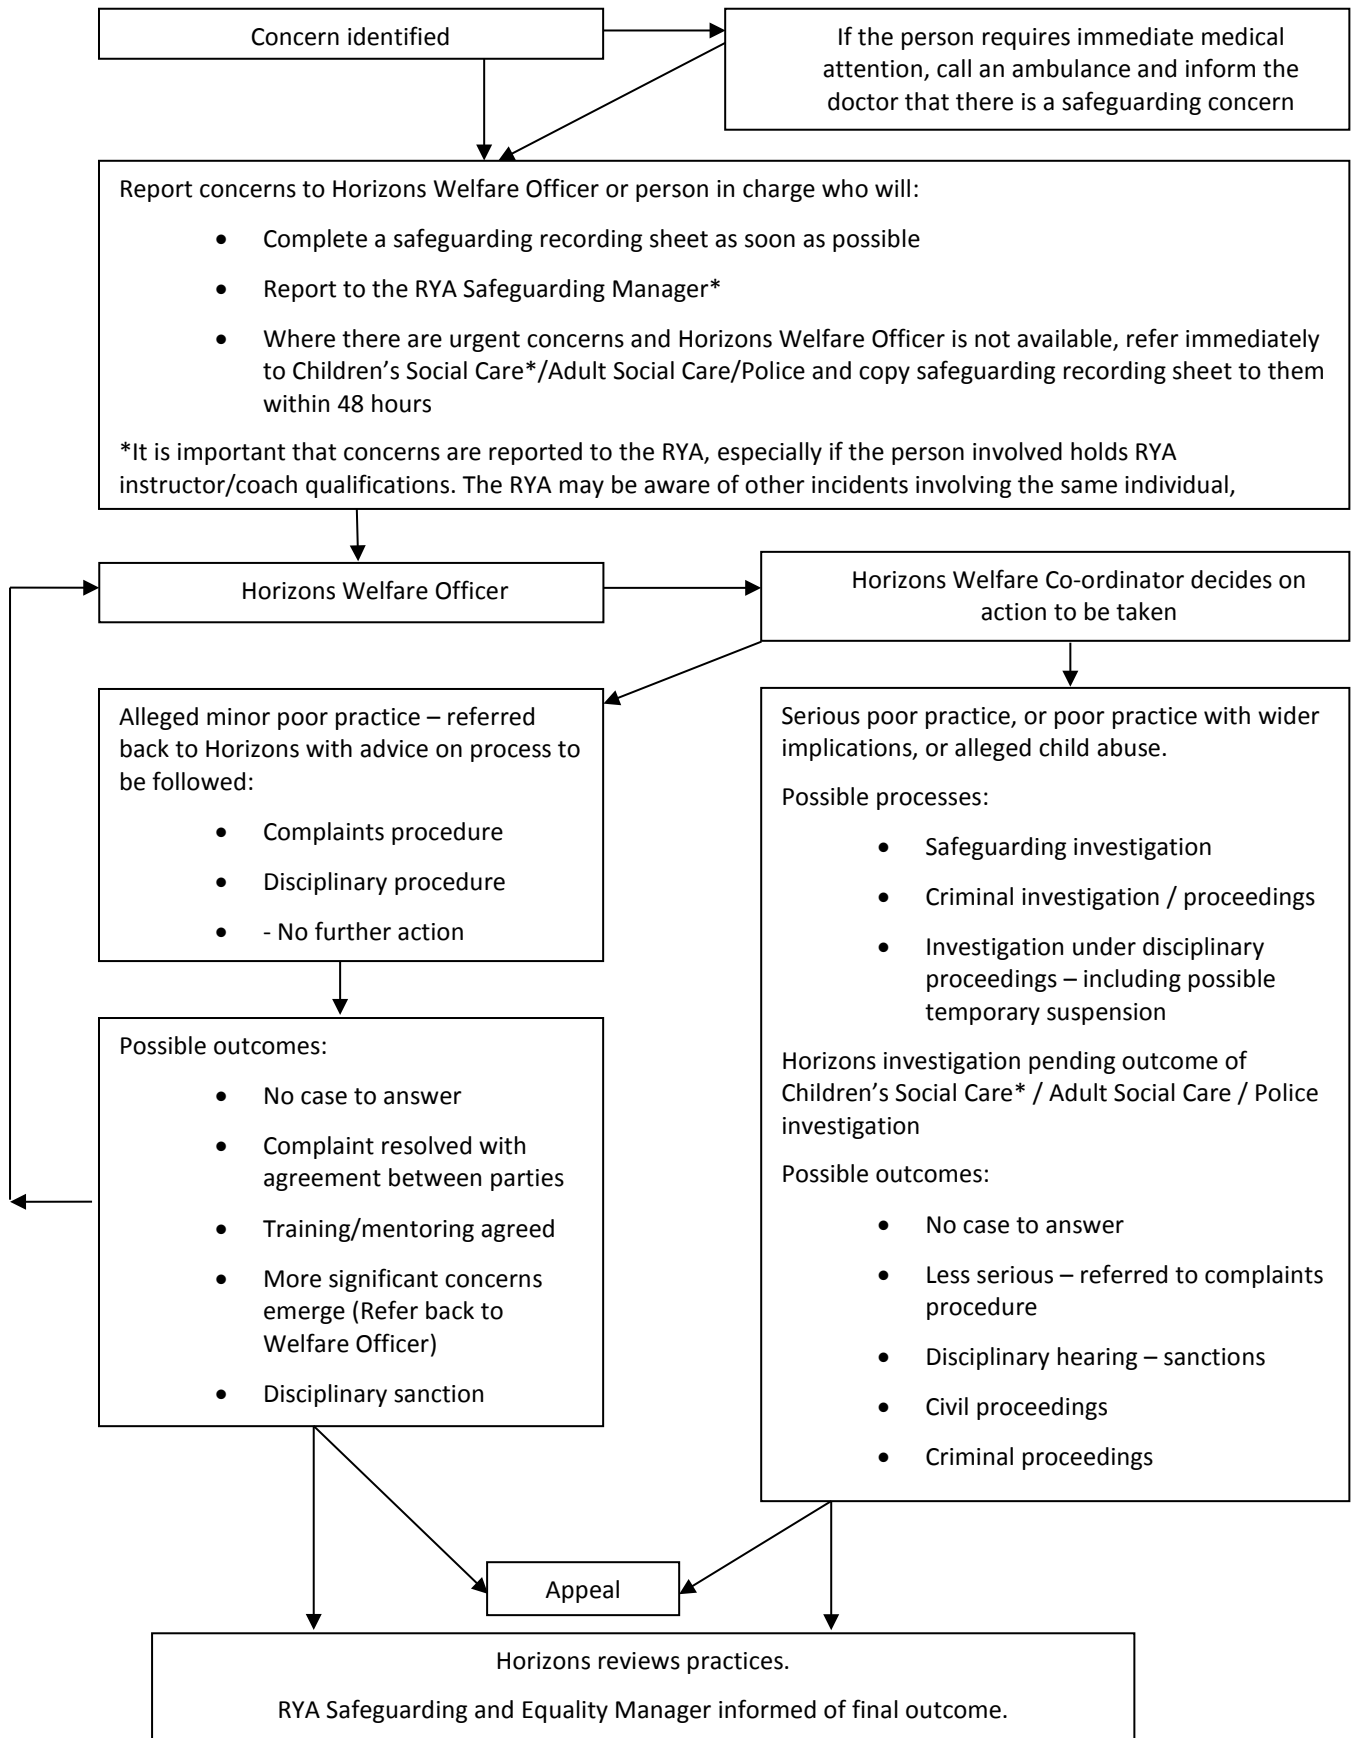 Concern identified
If the person requires immediate medical
attention, call an ambulance and inform the
doctor that there is a safeguarding concern
Report concerns to Horizons Welfare Officer or person in charge who will:
• Complete a safeguarding recording sheet as soon as possible
• Report to the RYA Safeguarding Manager*
• Where there are urgent concerns and Horizons Welfare Officer is not available, refer immediately
to Children’s Social Care*/Adult Social Care/Police and copy safeguarding recording sheet to them
within 48 hours
*It is important that concerns are reported to the RYA, especially if the person involved holds RYA
instructor/coach qualifications. The RYA may be aware of other incidents involving the same individual,
Horizons Welfare Officer
Horizons Welfare Co-ordinator decides on
action to be taken
Alleged minor poor practice – referred
back to Horizons with advice on process to
be followed:
• Complaints procedure
• Disciplinary procedure
• - No further action
Serious poor practice, or poor practice with wider
implications, or alleged child abuse.
Possible processes:
• Safeguarding investigation
• Criminal investigation / proceedings
• Investigation under disciplinary
proceedings – including possible
temporary suspension
Horizons investigation pending outcome of
Children’s Social Care* / Adult Social Care / Police
investigation
Possible outcomes:
• No case to answer
• Less serious – referred to complaints
procedure
• Disciplinary hearing – sanctions
• Civil proceedings
• Criminal proceedings
Possible outcomes:
• No case to answer
• Complaint resolved with
agreement between parties
• Training/mentoring agreed
• More significant concerns
emerge (Refer back to
Welfare Officer)
• Disciplinary sanction
Appeal
Horizons reviews practices.
RYA Safeguarding and Equality Manager informed of final outcome.